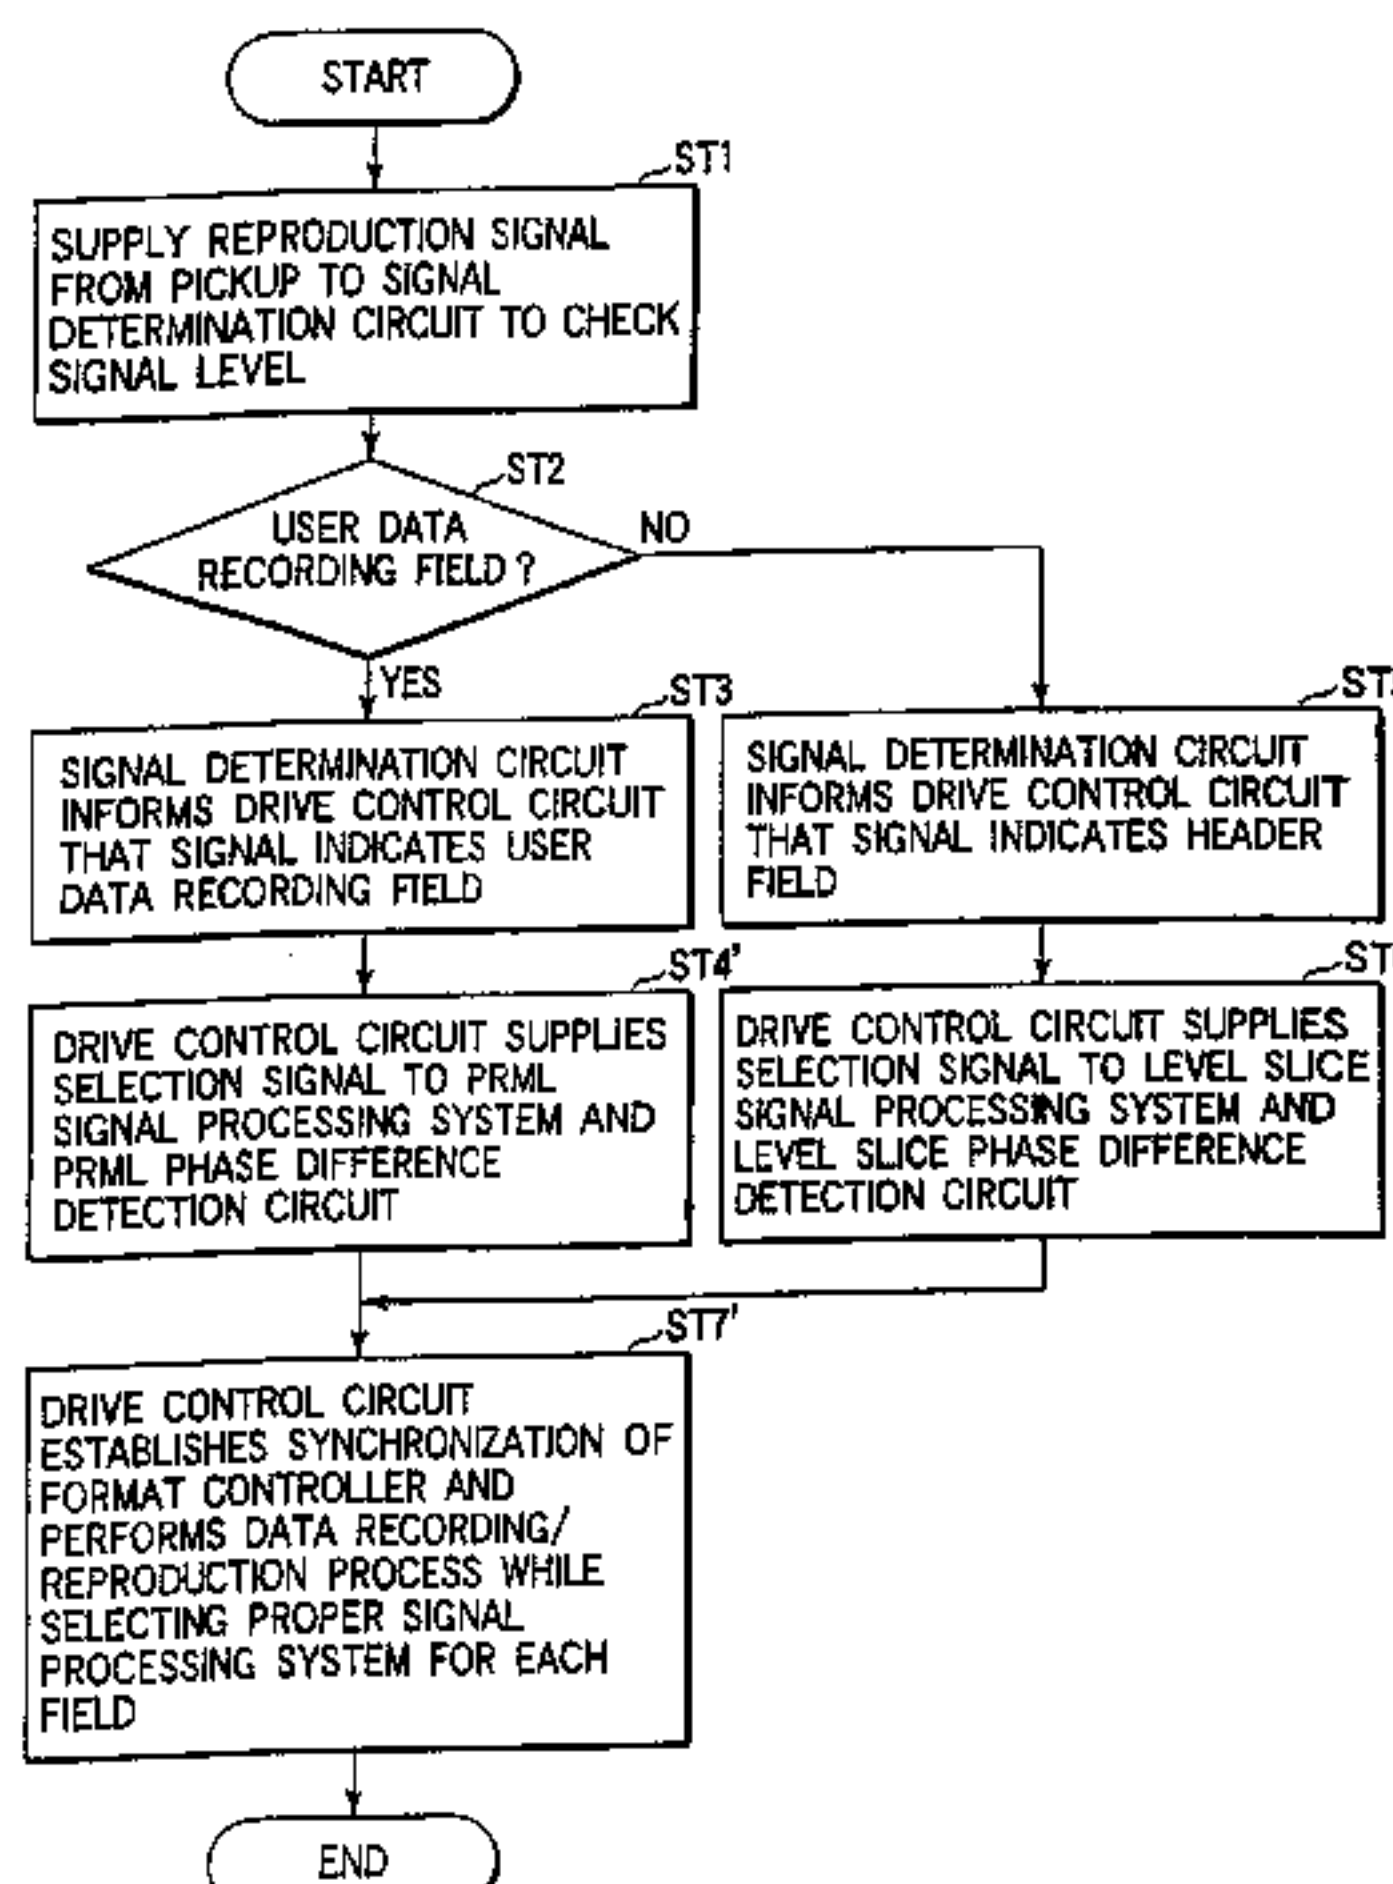 START
ST1
SUPPLY REPRODUCTION SIGNAL
FROM PICKUP TO SIGNAL
DETERMINATION CIRCUIT TO CHECK
SIGNAL LEVEL
ST2
USER DATA
RECORDING FIELD?
NO
YES
ST3
SIGNAL DETERMINATION CIRCUIT
INFORMS DRIVE CONTROL CIRCUIT
THAT SIGNAL INDICATES USER
DATA RECORDING FIELD
SIGNAL DETERMINATION CIRCUIT
INFORMS DRIVE CONTROL CIRCUIT
THAT SIGNAL INDICATES HEADER
FIELD
ST4'
DRIVE CONTROL CIRCUIT SUPPLIES
SELECTION SIGNAL TO PRML
SIGNAL PROCESSING SYSTEM AND
PRML PHASE DIFFERENCE
DETECTION CIRCUIT
DRIVE CONTROL CIRCUIT SUPPLIES
SELECTION SIGNAL TO LEVEL SLICE
SIGNAL PROCESSING SYSTEM AND
LEVEL SLICE PHASE DIFFERENCE
DETECTION CIRCUIT
ST7'
DRIVE CONTROL CIRCUIT
ESTABLISHES SYNCHRONIZATION OF
FORMAT CONTROLLER AND
PERFORMS DATA RECORDING/
REPRODUCTION PROCESS WHILE
SELECTING PROPER SIGNAL
PROCESSING SYSTEM FOR EACH
FIELD
END